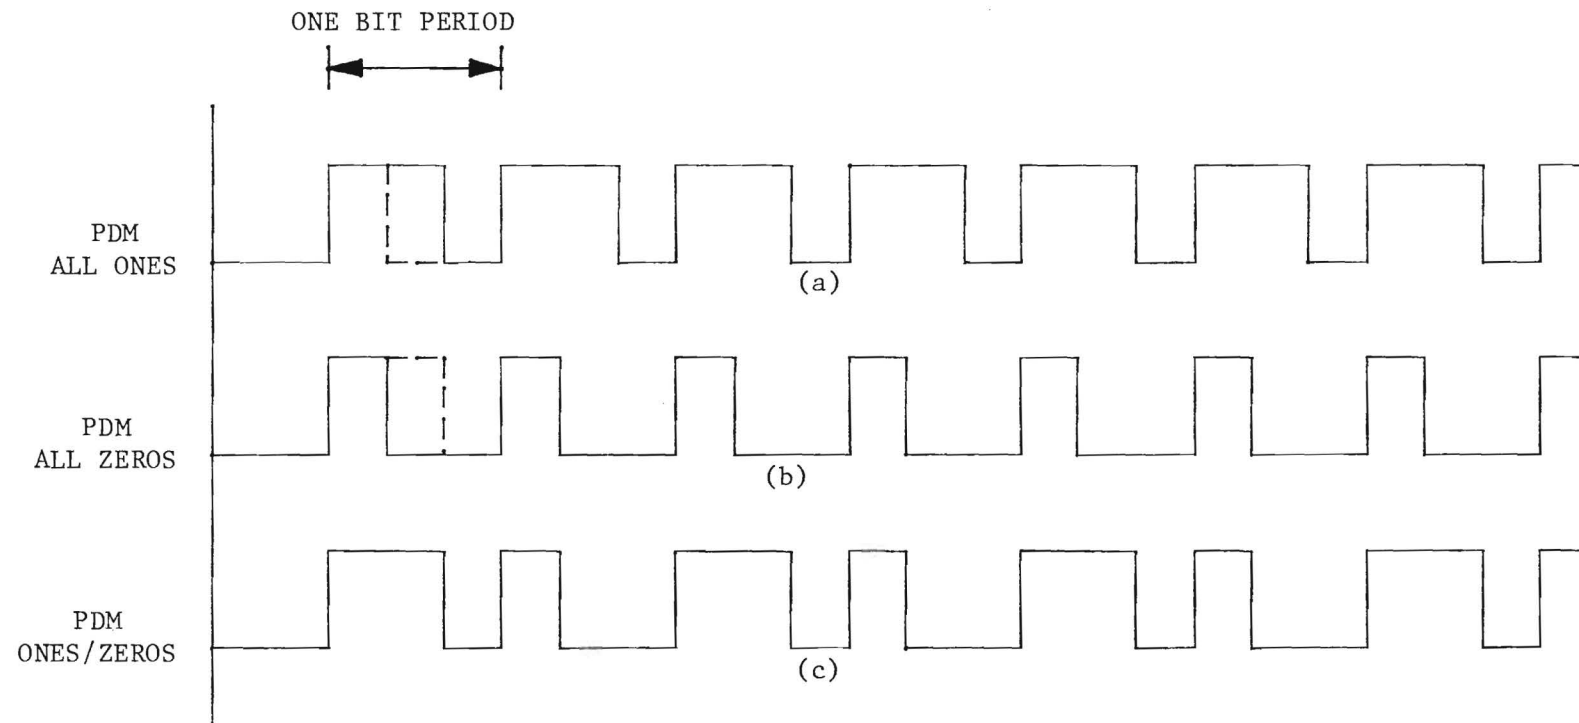 ONE BIT PERIOD
PDM
ALL ONES
(a)
PDM
ALL ZEROS
(b)
PDM
ONES/ZEROS
(c)